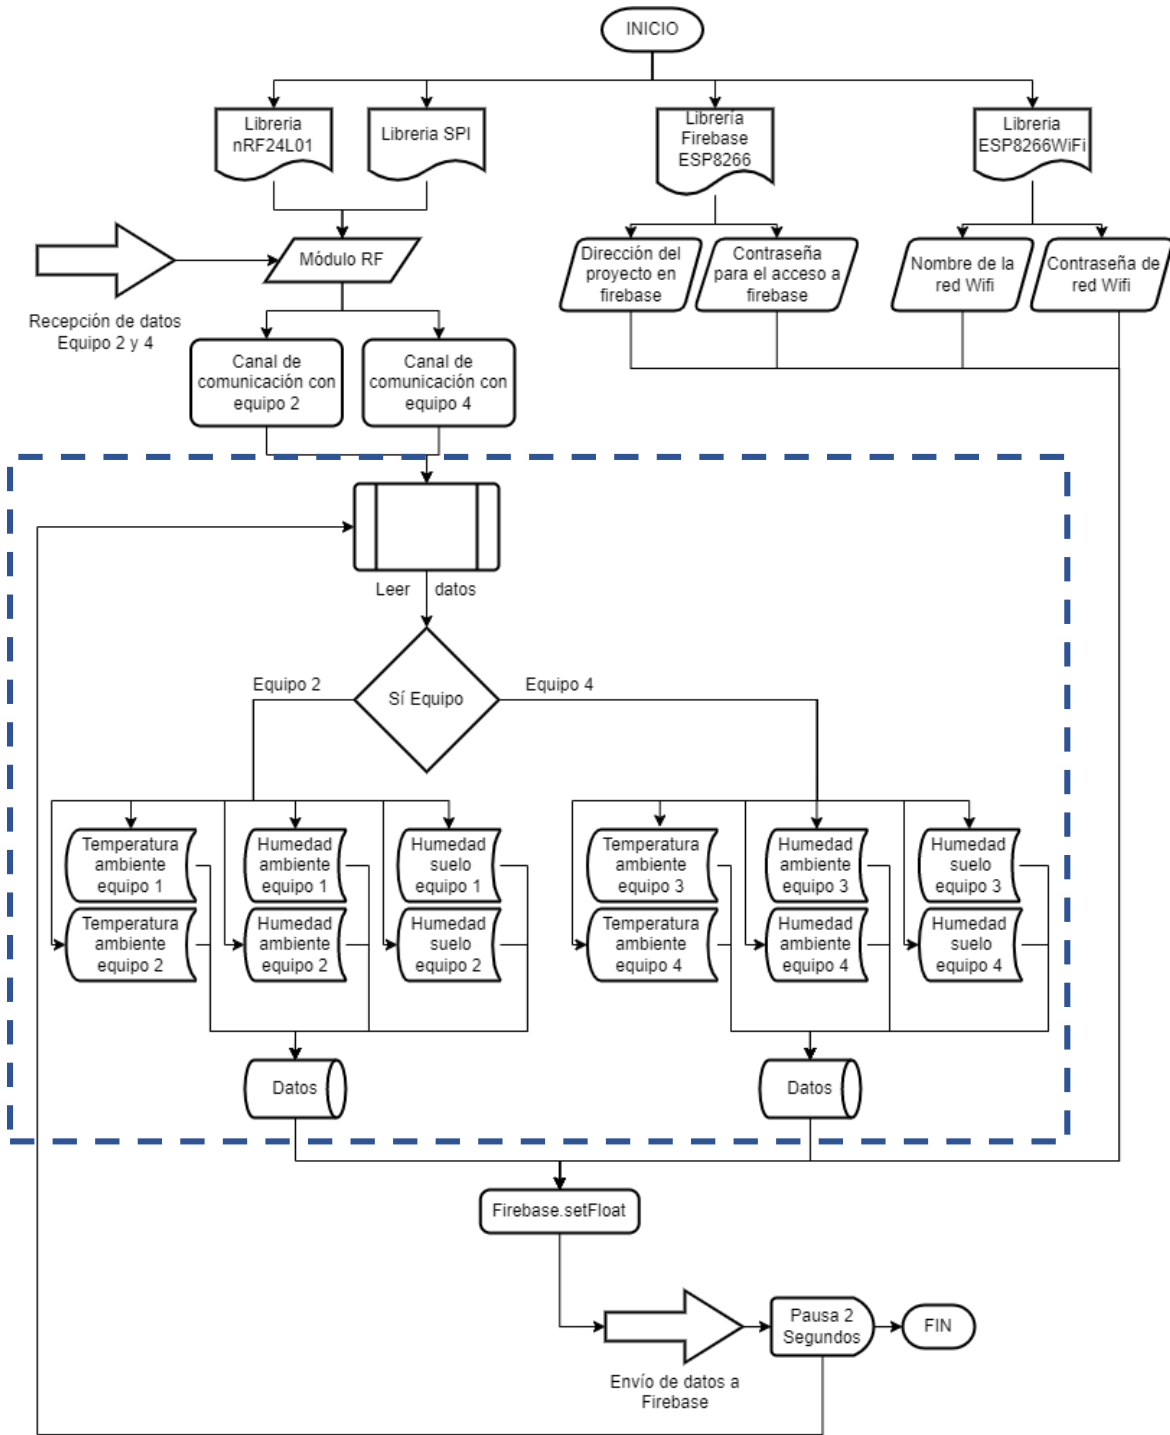 INICIO
Libreria
nRF24L01
Libreria SPI
Librería
Firebase
ESP8266
Libreria
ESP8266WiFi
Módulo RF
Dirección del
proyecto en
firebase
Contraseña
para el acceso a
firebase
Nombre de la
red Wifi
Contraseña de
red Wifi
Recepción de datos
Equipo 2 y 4
Canal de
comunicación con
equipo 2
Canal de
comunicación con
equipo 4
Leer datos
Equipo 2
Sí Equipo
Equipo 4
Temperatura
ambiente
equipo 1
Humedad
ambiente
equipo 1
Humedad
suelo
equipo 1
Temperatura
ambiente
equipo 3
Humedad
ambiente
equipo 3
Humedad
suelo
equipo 3
Temperatura
ambiente
equipo 2
Humedad
ambiente
equipo 2
Humedad
suelo
equipo 2
Temperatura
ambiente
equipo 4
Humedad
ambiente
equipo 4
Humedad
suelo
equipo 4
Datos
Datos
Firebase.setFloat
Pausa 2
Segundos
FIN
Envío de datos a
Firebase